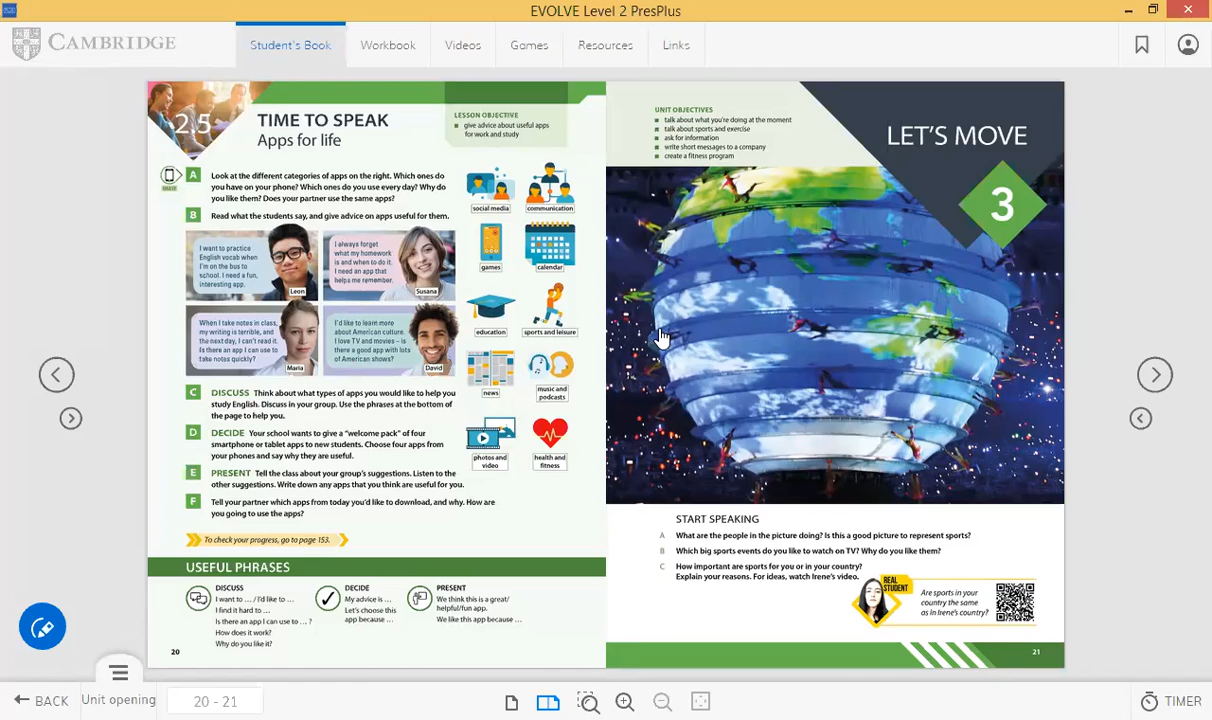 EVOLVE Level 2 PresPlus
CAMBRIDGE
Student's Book
Workbook
Videos
Games
Resources
Links
2.5
TIME TO SPEAK
Apps for life
LESSON OBJECTIVE
give advice about useful apps
for work and study
A Look at the different categories of apps on the right. Which ones do
you have on your phone? Which ones do you use every day? Why do
you like them? Does your partner use the same apps?
B Read what the students say, and give advice on apps useful for them.
I want to practice
English vocab when
I'm on the bus to
school. I need a fun,
interesting app.
Leon
I always forget
what my homework
is and when to do it.
I need an app that
helps me remember.
Susana
When I take notes in class,
my writing is terrible, and
the next day, I can't read it.
Is there an app I can use to
take notes quickly?
Maria
I'd like to learn more
about American culture.
I love TV and movies – is
there a good app with lots
of American shows?
David
social media
communication
games
calendar
education
sports and leisure
news
music and
podcasts
photos and
video
health and
fitness
C DISCUSS Think about what types of apps you would like to help you
study English. Discuss in your group. Use the phrases at the bottom of
the page to help you.
D DECIDE Your school wants to give a “welcome pack” of four
smartphone or tablet apps to new students. Choose four apps from
your phones and say why they are useful.
E PRESENT Tell the class about your group's suggestions. Listen to the
other suggestions. Write down any apps that you think are useful for you.
F Tell your partner which apps from today you'd like to download, and why. How are
you going to use the apps?
To check your progress, go to page 153.
USEFUL PHRASES
DISCUSS
I want to … / I'd like to …
I find it hard to …
Is there an app I can use to … ?
How does it work?
Why do you like it?
DECIDE
My advice is …
Let's choose this
app because …
PRESENT
We think this is a great/
helpful/fun app.
We like this app because …
20
UNIT OBJECTIVES
talk about what you're doing at the moment
talk about sports and exercise
ask for information
write short messages to a company
create a fitness program
LET'S MOVE
3
START SPEAKING
A What are the people in the picture doing? Is this a good picture to represent sports?
B Which big sports events do you like to watch on TV? Why do you like them?
C How important are sports for you or in your country?
Explain your reasons. For ideas, watch Irene's video.
REAL
STUDENT
Are sports in your
country the same
as in Irene's country?
21
BACK
Unit opening
20 - 21
TIMER